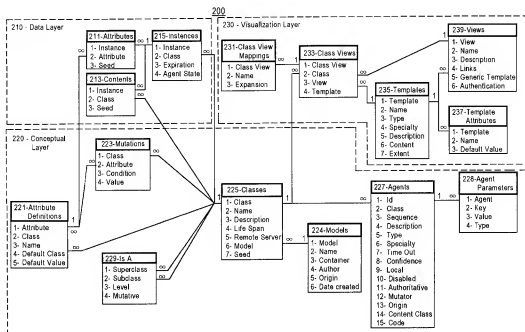 200
210 - Data Layer
211-Attributes
1- Instance
2- Attribute
3- Seed
215-Instences
1- Instance
2- Class
3- Expiration
4- Agent State
213-Contents
1- Instance
2- Class
3- Seed
230 - Visualization Layer
231-Class View
Mappings
1- Class View
2- Name
3- Expansion
233-Class Views
1- Class View
2- Class
3- View
4- Template
235-Templates
1- Template
2- Name
3- Type
4- Specialty
5- Description
6- Content
7- Extent
239-Views
1- View
2- Name
3- Description
4- Links
5- Generic Template
6- Authentication
237-Template
Attributes
1- Template
2- Name
3- Default Value
220 - Conceptual
Layer
223-Mutations
1- Class
2- Attribute
3- Condition
4- Value
221-Attribute
Definitions
1- Attribute
2- Class
3- Name
4- Default Class
5- Default Value
229-Is A
1- Superclass
2- Subclass
3- Level
4- Mutative
225-Classes
1- Class
2- Name
3- Description
4- Life Span
5- Remote Server
6- Model
7- Seed
224-Models
1- Model
2- Name
3- Container
4- Author
5- Origin
6- Date created
227-Agents
1- Id
2- Class
3- Sequence
4- Description
5- Type
6- Specialty
7- Time Out
8- Confidence
9- Local
10- Disabled
11- Authoritative
12- Mutator
13- Origin
14- Content Class
15- Code
228-Agent
Parameters
1- Agent
2- Key
3- Value
4- Type